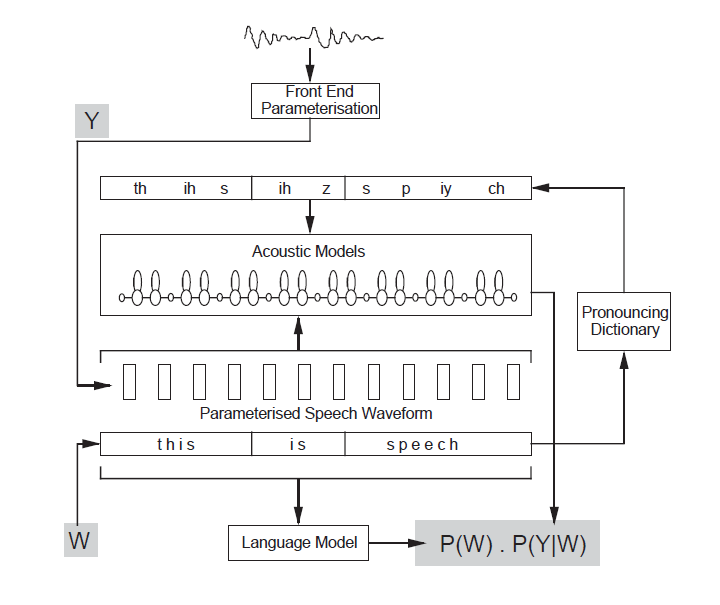 Front End
Parameterisation
Y
th ih s ih z s p iy ch
Acoustic Models
Pronouncing
Dictionary
Parameterised Speech Waveform
this is speech
W
Language Model
P(W) . P(Y|W)